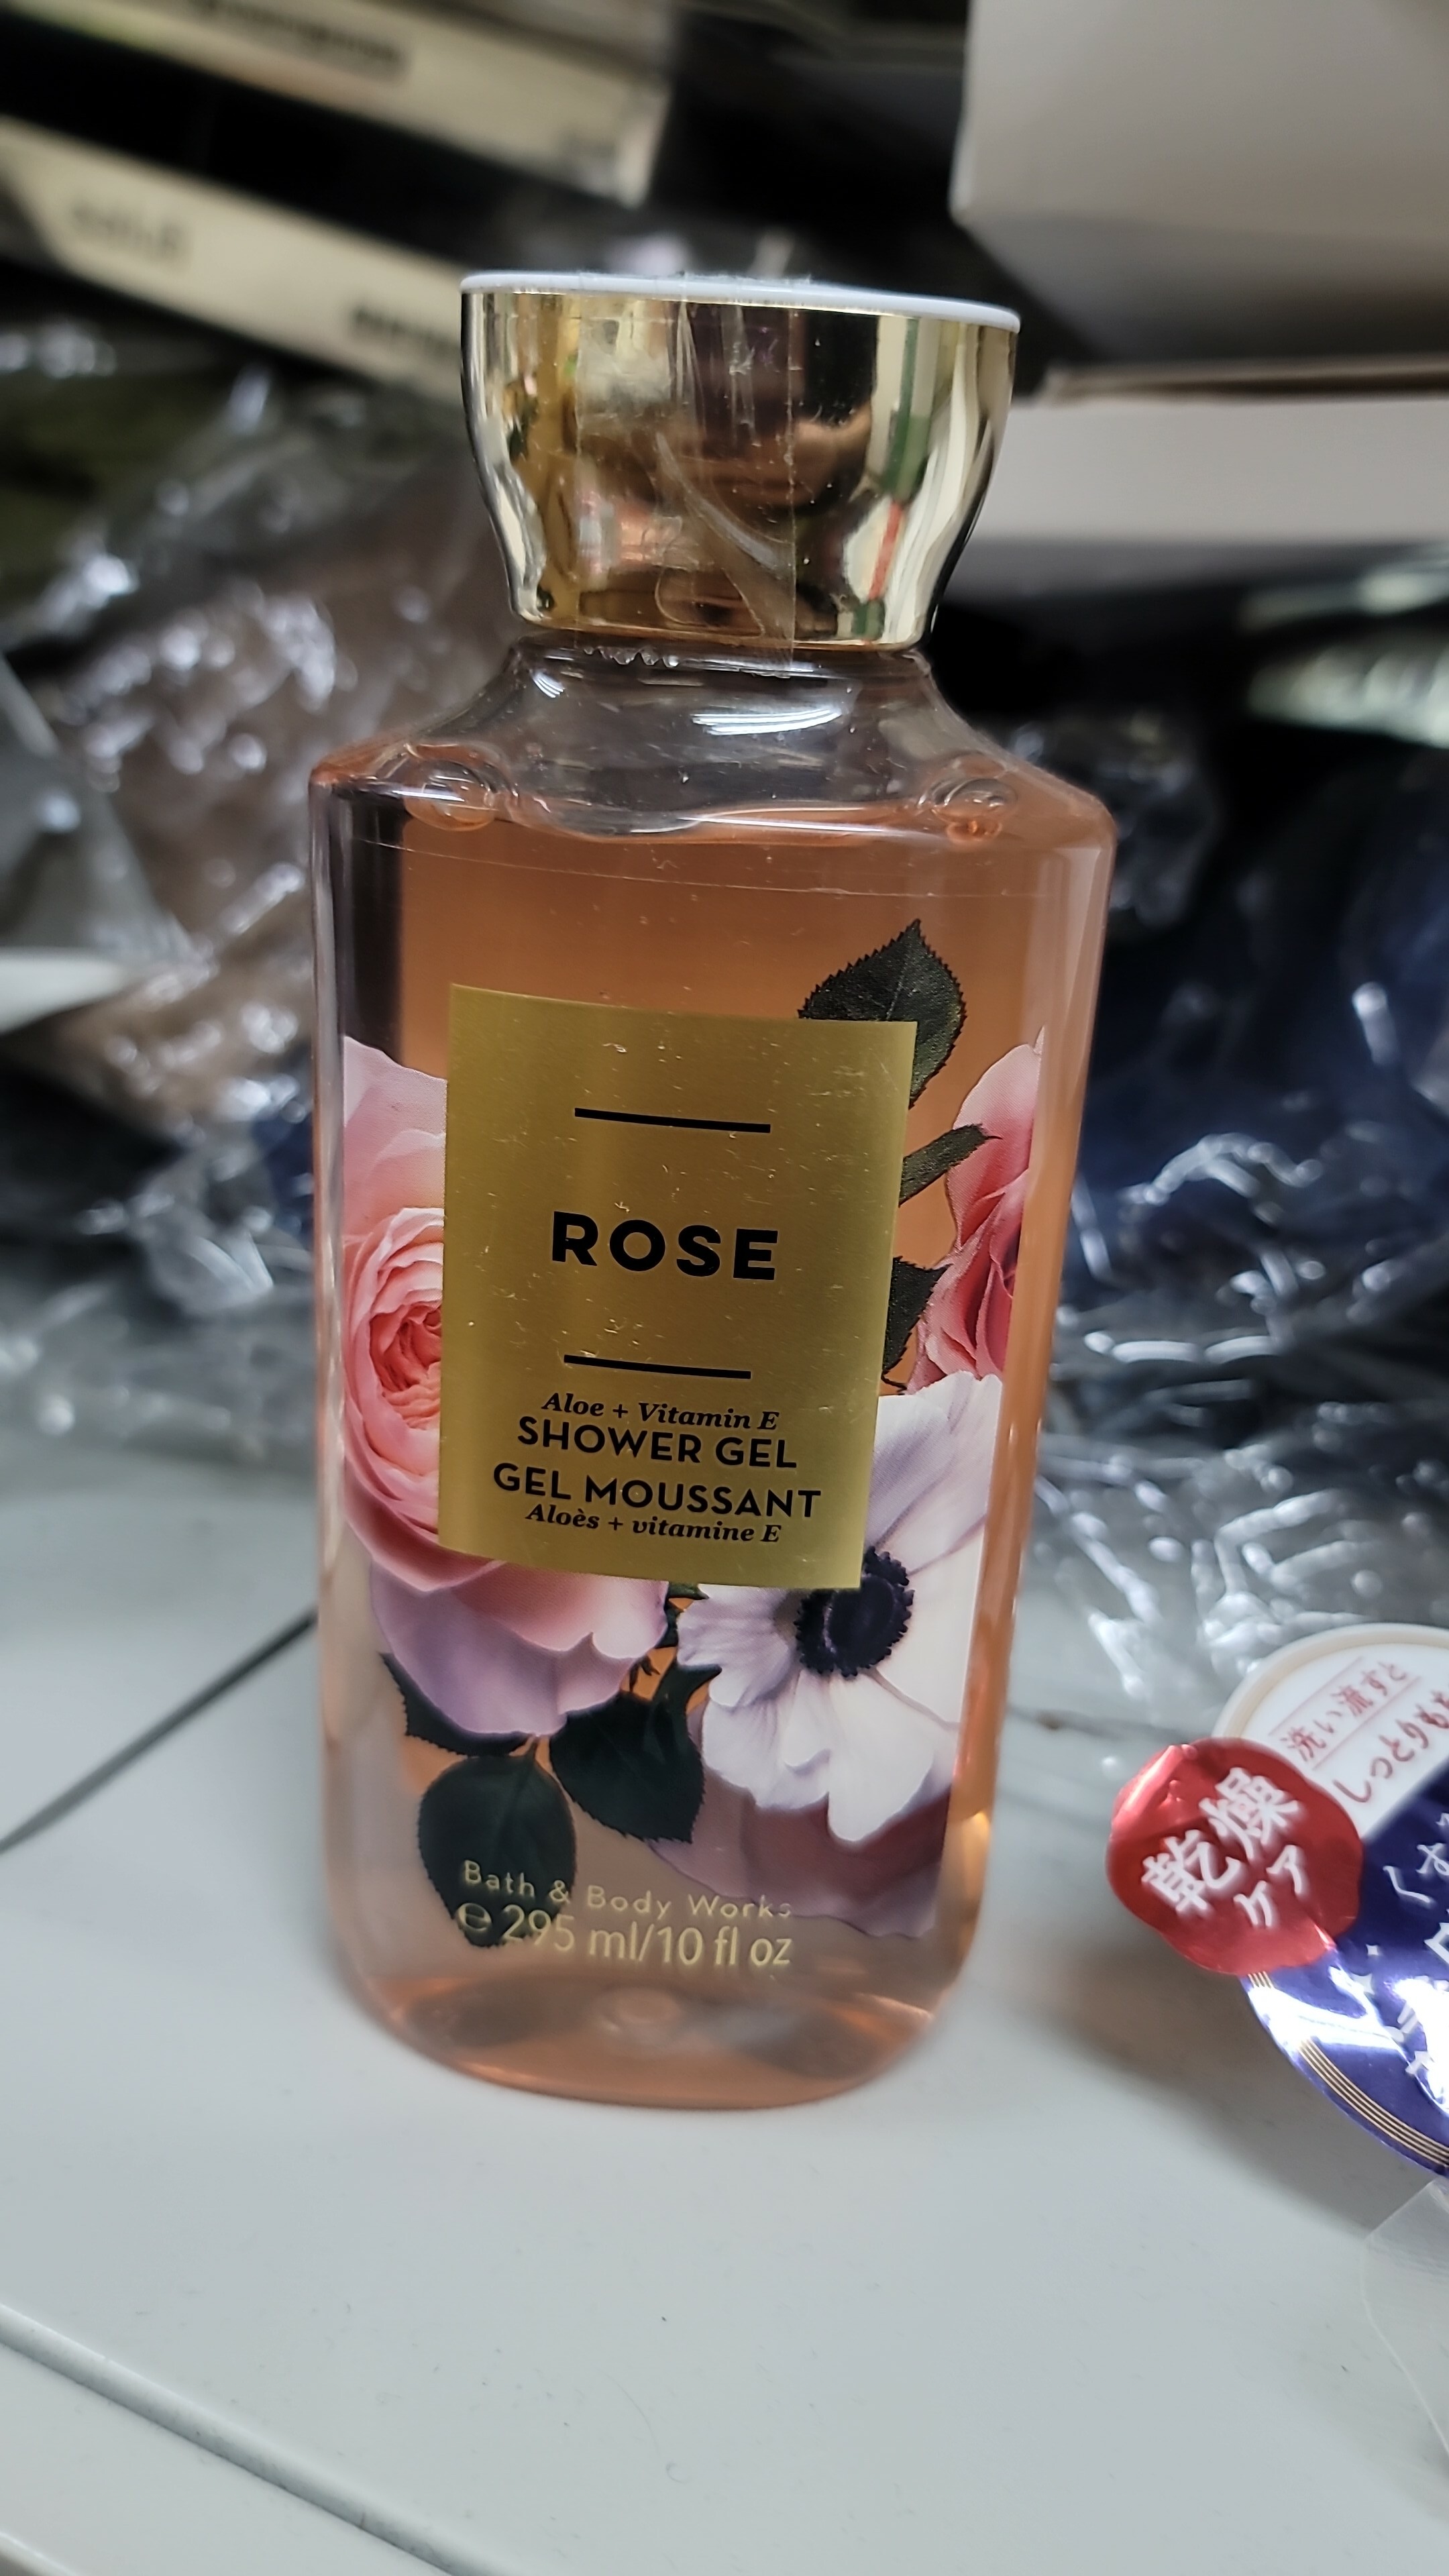 ROSE
Aloe + Vitamin E
SHOWER GEL
GEL MOUSSANT
Aloès + vitamine E
Bath & Body Works
℮ 295 ml/10 fl oz
洗い流すと
しっとりも
乾燥
ケア